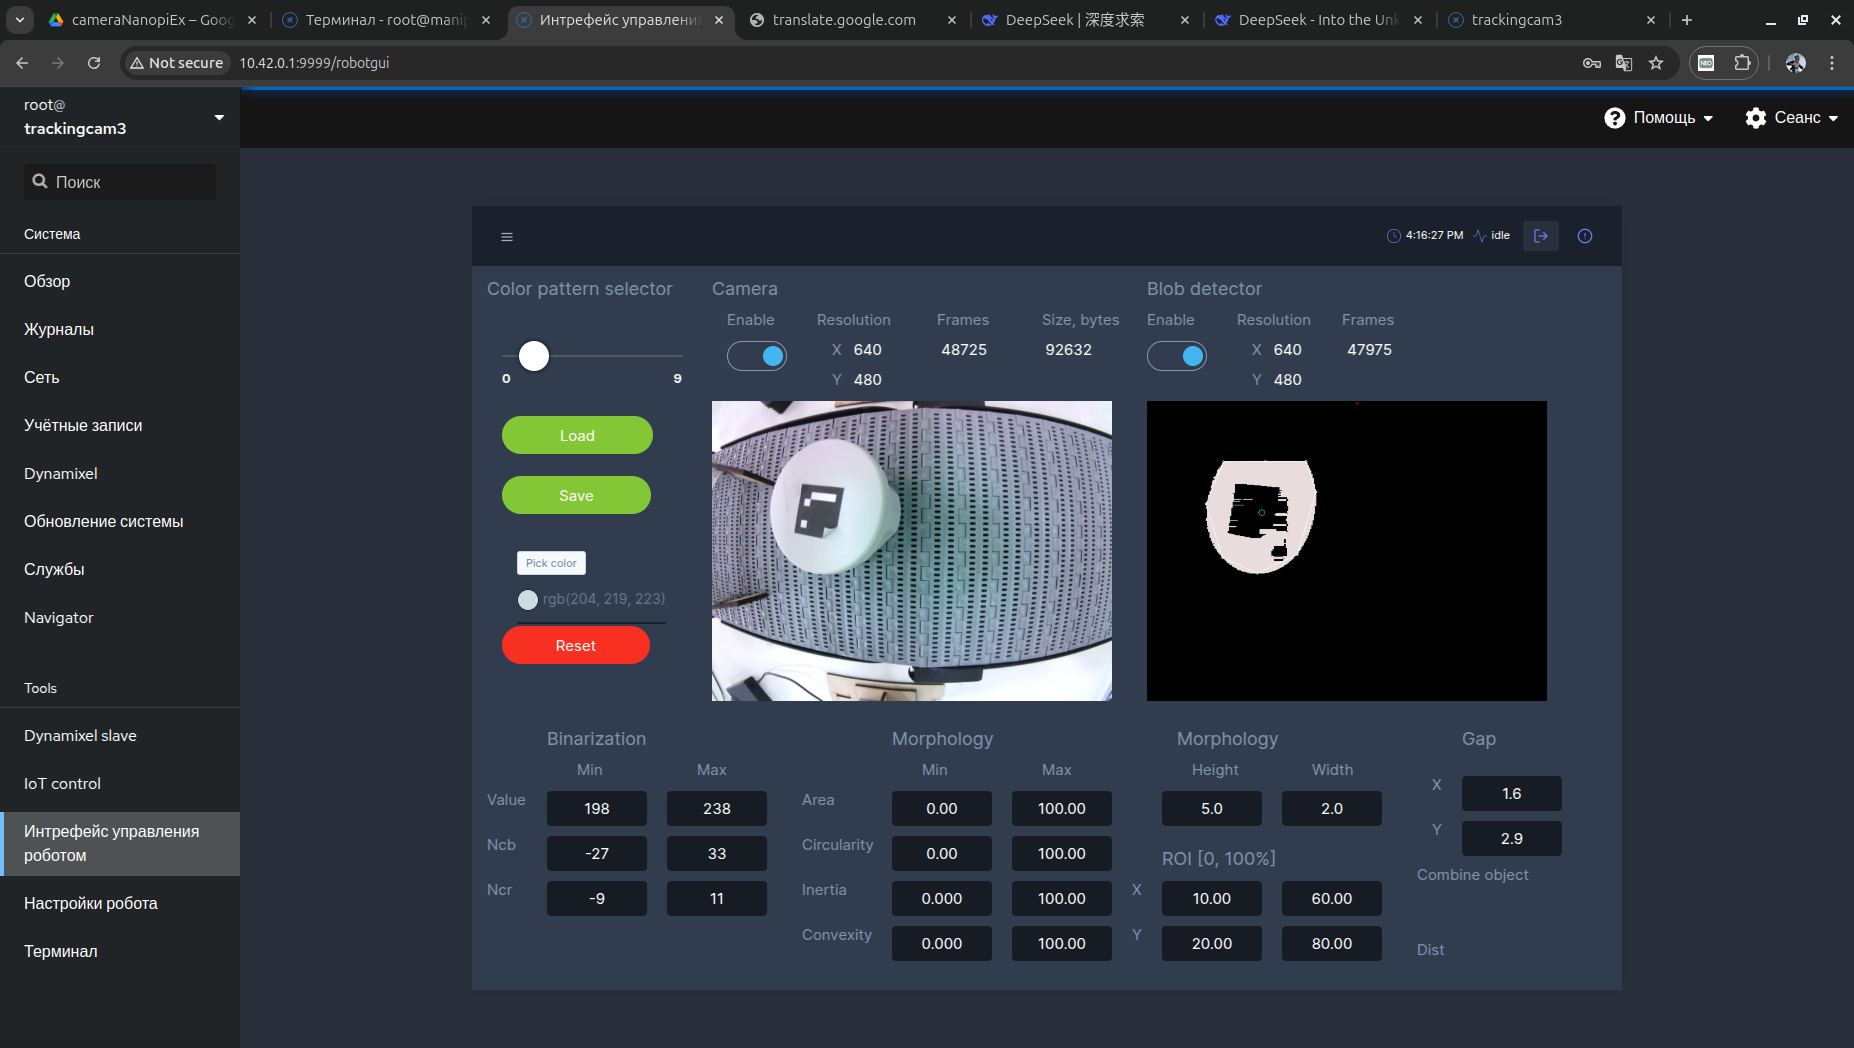 cameraNanopiEx – Goog
Терминал - root@manip
Интрефейс управления
translate.google.com
DeepSeek | 深度求索
DeepSeek - Into the Unk
trackingcam3
Not secure
10.42.0.1:9999/robotgui
root@
trackingcam3
Помощь
Сеанс
Поиск
Система
Обзор
Журналы
Сеть
Учётные записи
Dynamixel
Обновление системы
Службы
Navigator
Tools
Dynamixel slave
IoT control
Интрефейс управления
роботом
Настройки робота
Терминал
4:16:27 PM
idle
Color pattern selector
0 9
Load
Save
Pick color
rgb(204, 219, 223)
Reset
Camera
Enable Resolution Frames Size, bytes
X 640 48725 92632
Y 480
Blob detector
Enable Resolution Frames
X 640 47975
Y 480
Binarization
Min Max
Value 198 238
Ncb -27 33
Ncr -9 11
Morphology
Min Max
Area 0.00 100.00
Circularity 0.00 100.00
Inertia 0.000 100.00
Convexity 0.000 100.00
Morphology
Height Width
5.0 2.0
ROI [0, 100%]
X 10.00 60.00
Y 20.00 80.00
Gap
X 1.6
Y 2.9
Combine object
Dist